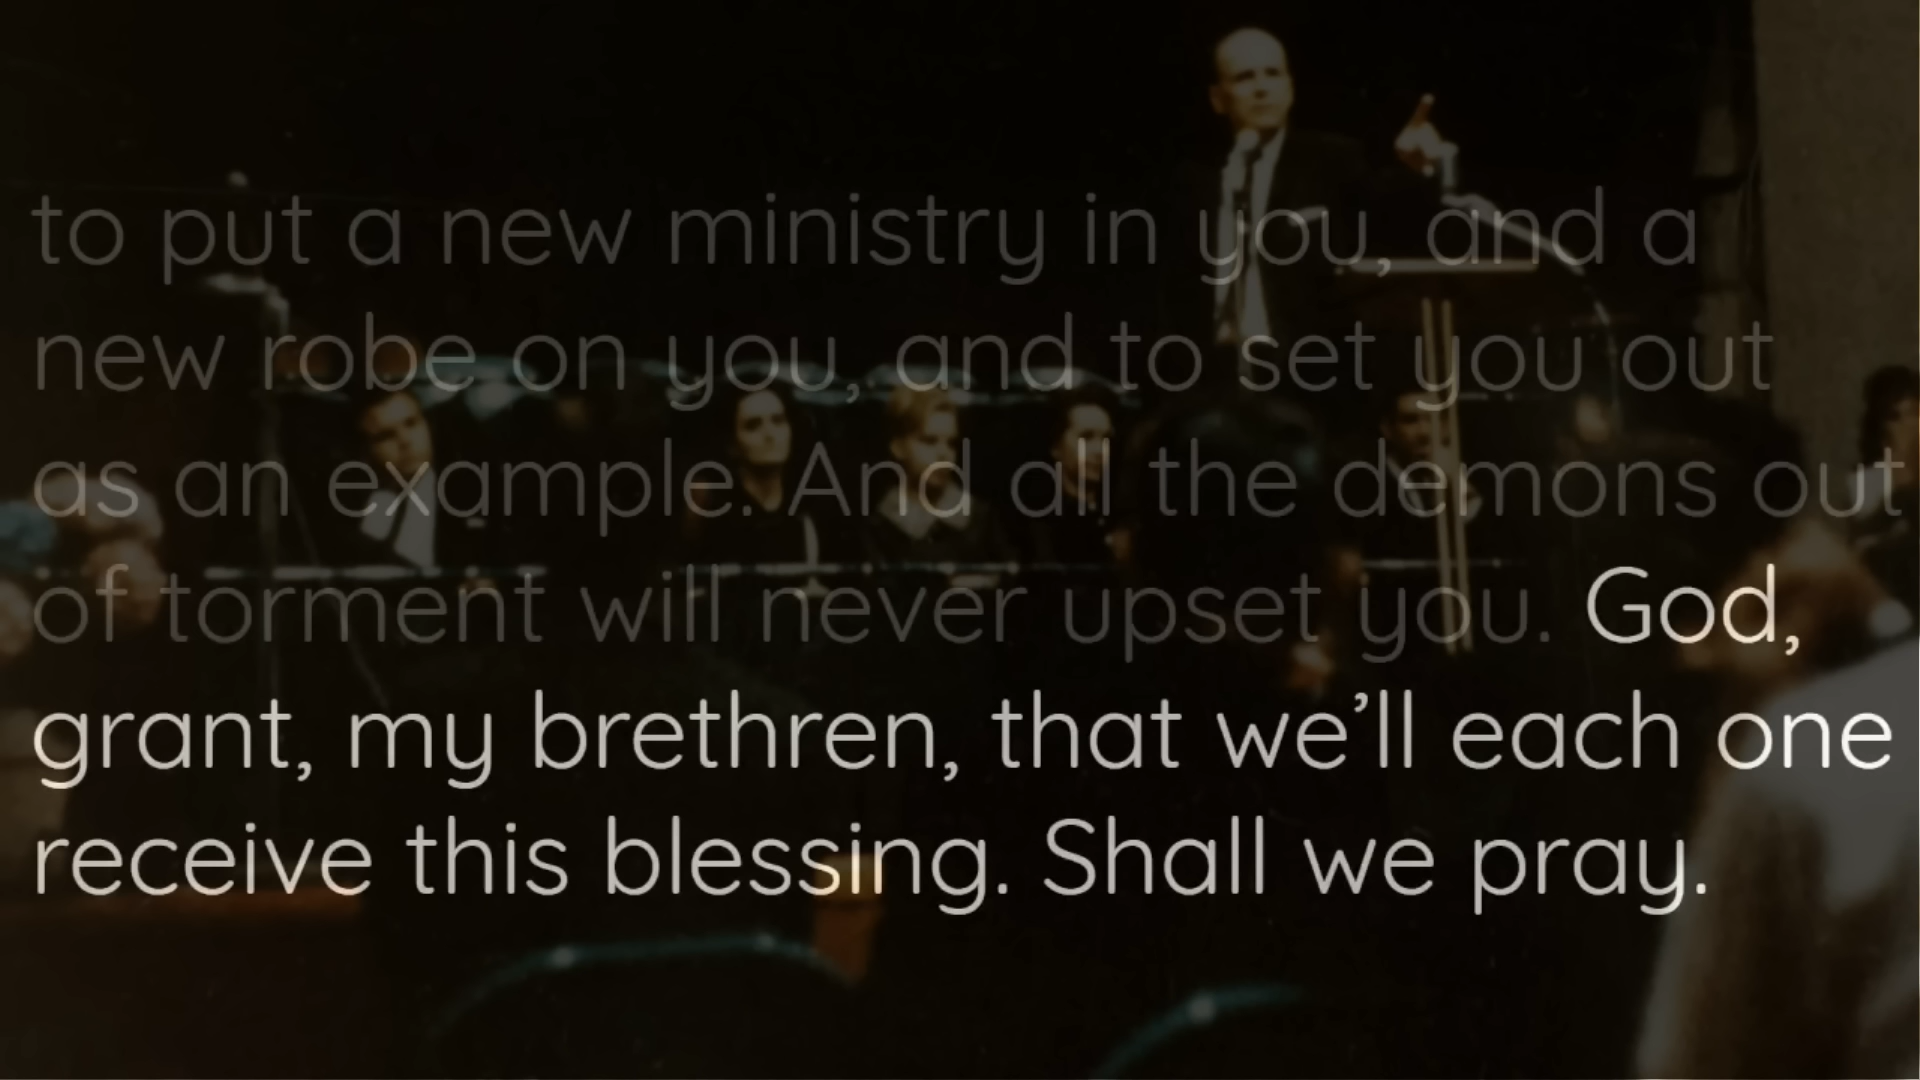 to put a new ministry in you, and a
new robe on you, and to set you out
as an example. And all the demons out
of torment will never upset you. God,
grant, my brethren, that we’ll each one
receive this blessing. Shall we pray.